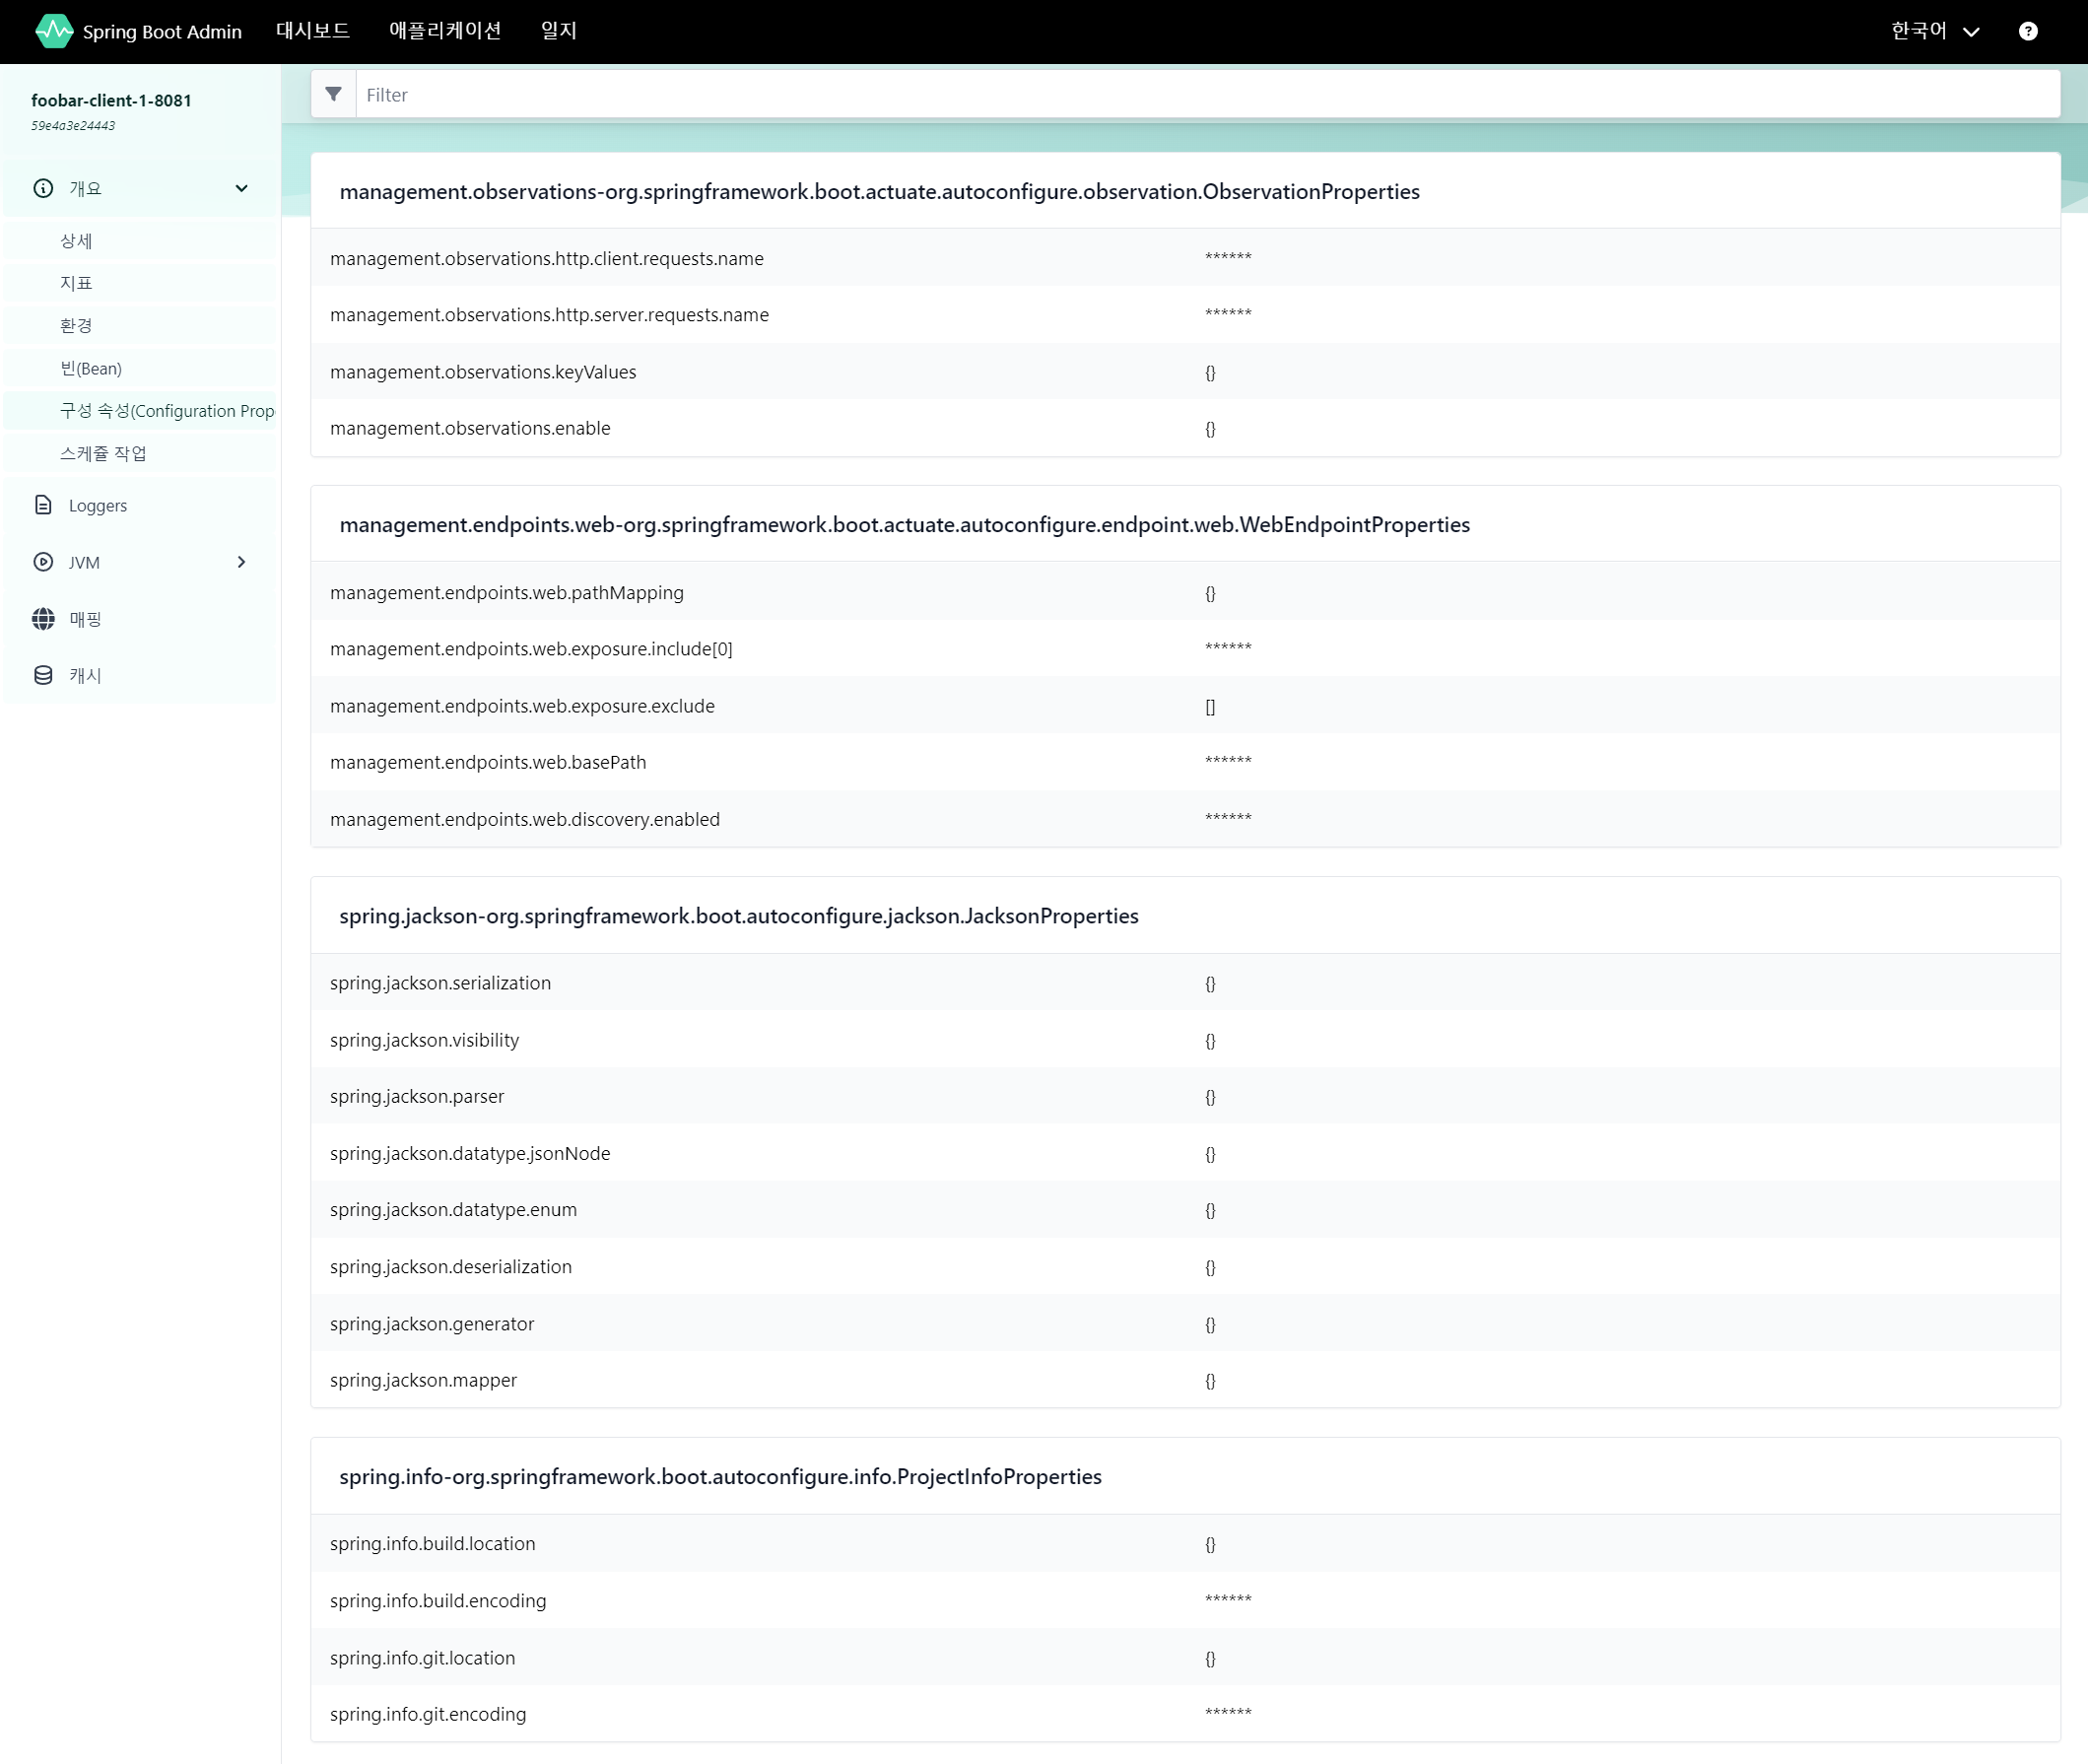 Spring Boot Admin 대시보드 애플리케이션 일지 한국어
foobar-client-1-8081
59e4a3e24443
개요
상세
지표
환경
빈(Bean)
구성 속성(Configuration Prop
스케쥴 작업
Loggers
JVM
매핑
캐시
Filter
management.observations-org.springframework.boot.actuate.autoconfigure.observation.ObservationProperties
management.observations.http.client.requests.name ******
management.observations.http.server.requests.name ******
management.observations.keyValues {}
management.observations.enable {}
management.endpoints.web-org.springframework.boot.actuate.autoconfigure.endpoint.web.WebEndpointProperties
management.endpoints.web.pathMapping {}
management.endpoints.web.exposure.include[0] ******
management.endpoints.web.exposure.exclude []
management.endpoints.web.basePath ******
management.endpoints.web.discovery.enabled ******
spring.jackson-org.springframework.boot.autoconfigure.jackson.JacksonProperties
spring.jackson.serialization {}
spring.jackson.visibility {}
spring.jackson.parser {}
spring.jackson.datatype.jsonNode {}
spring.jackson.datatype.enum {}
spring.jackson.deserialization {}
spring.jackson.generator {}
spring.jackson.mapper {}
spring.info-org.springframework.boot.autoconfigure.info.ProjectInfoProperties
spring.info.build.location {}
spring.info.build.encoding ******
spring.info.git.location {}
spring.info.git.encoding ******